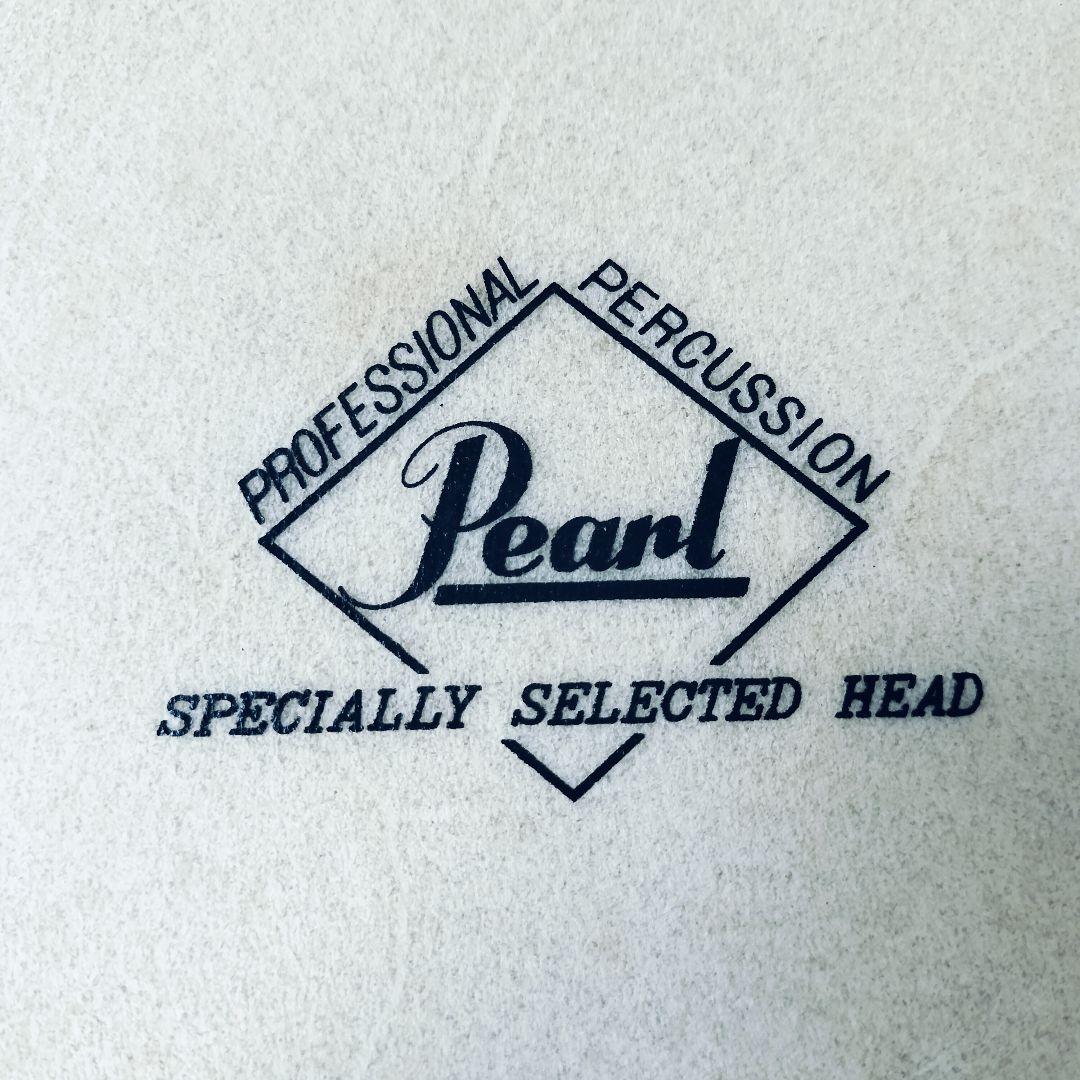 PROFESSIONAL PERCUSSION
Pearl
SPECIALLY SELECTED HEAD